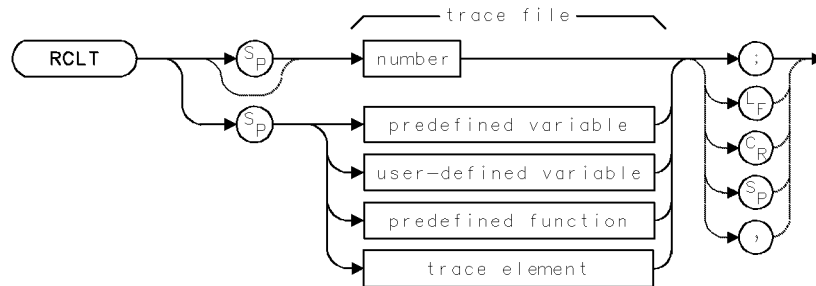 trace file
RCLT
SP
number
;
LF
SP
predefined variable
CR
user-defined variable
SP
predefined function
,
trace element